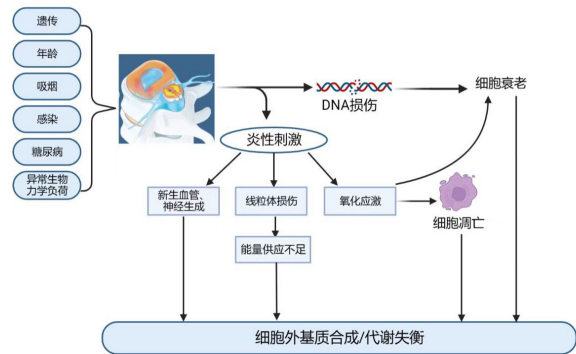 遗传
年龄
吸烟
感染
糖尿病
异常生物
力学负荷
DNA损伤
细胞衰老
炎性刺激
新生血管、
神经生成
线粒体损伤
氧化应激
细胞凋亡
能量供应不足
细胞外基质合成/代谢失衡